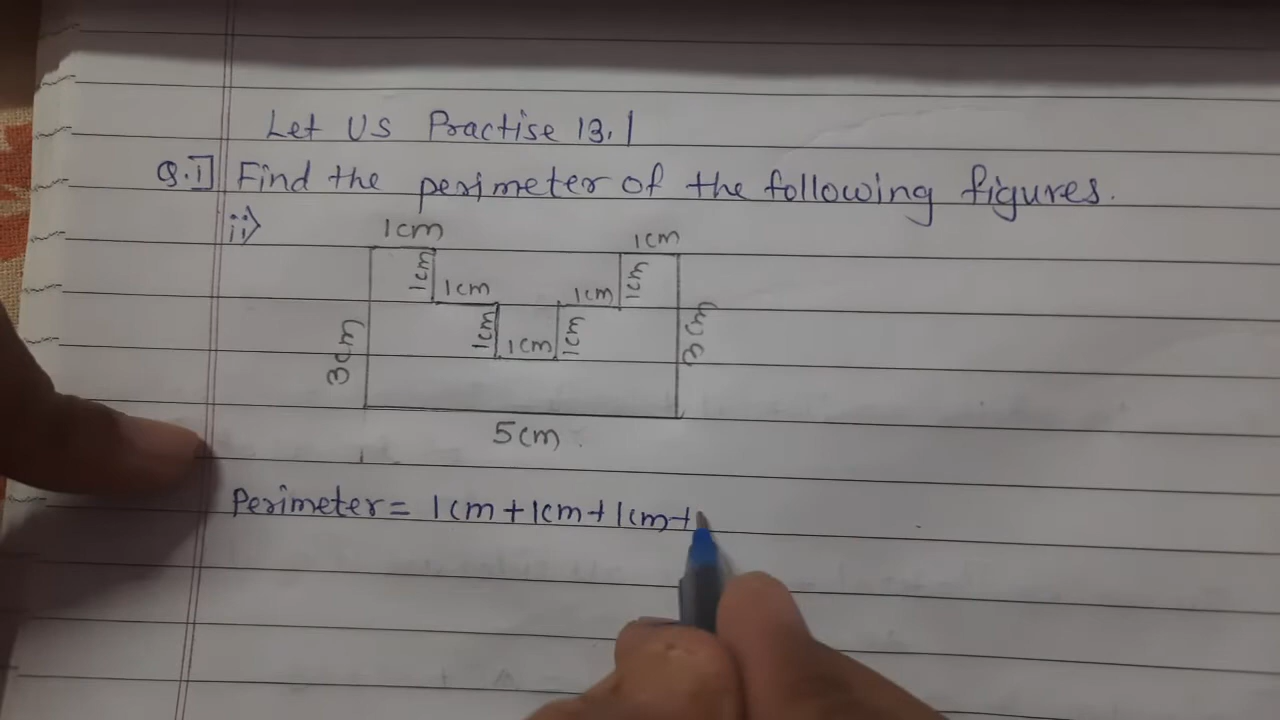 Let US Practise 13.1
Q.1] Find the perimeter of the following figures.
ii)
1cm 1cm
1cm 1cm
1cm 1cm
3cm 1cm 1cm 3cm
1cm
5cm.
Perimeter = 1cm + 1cm + 1cm +